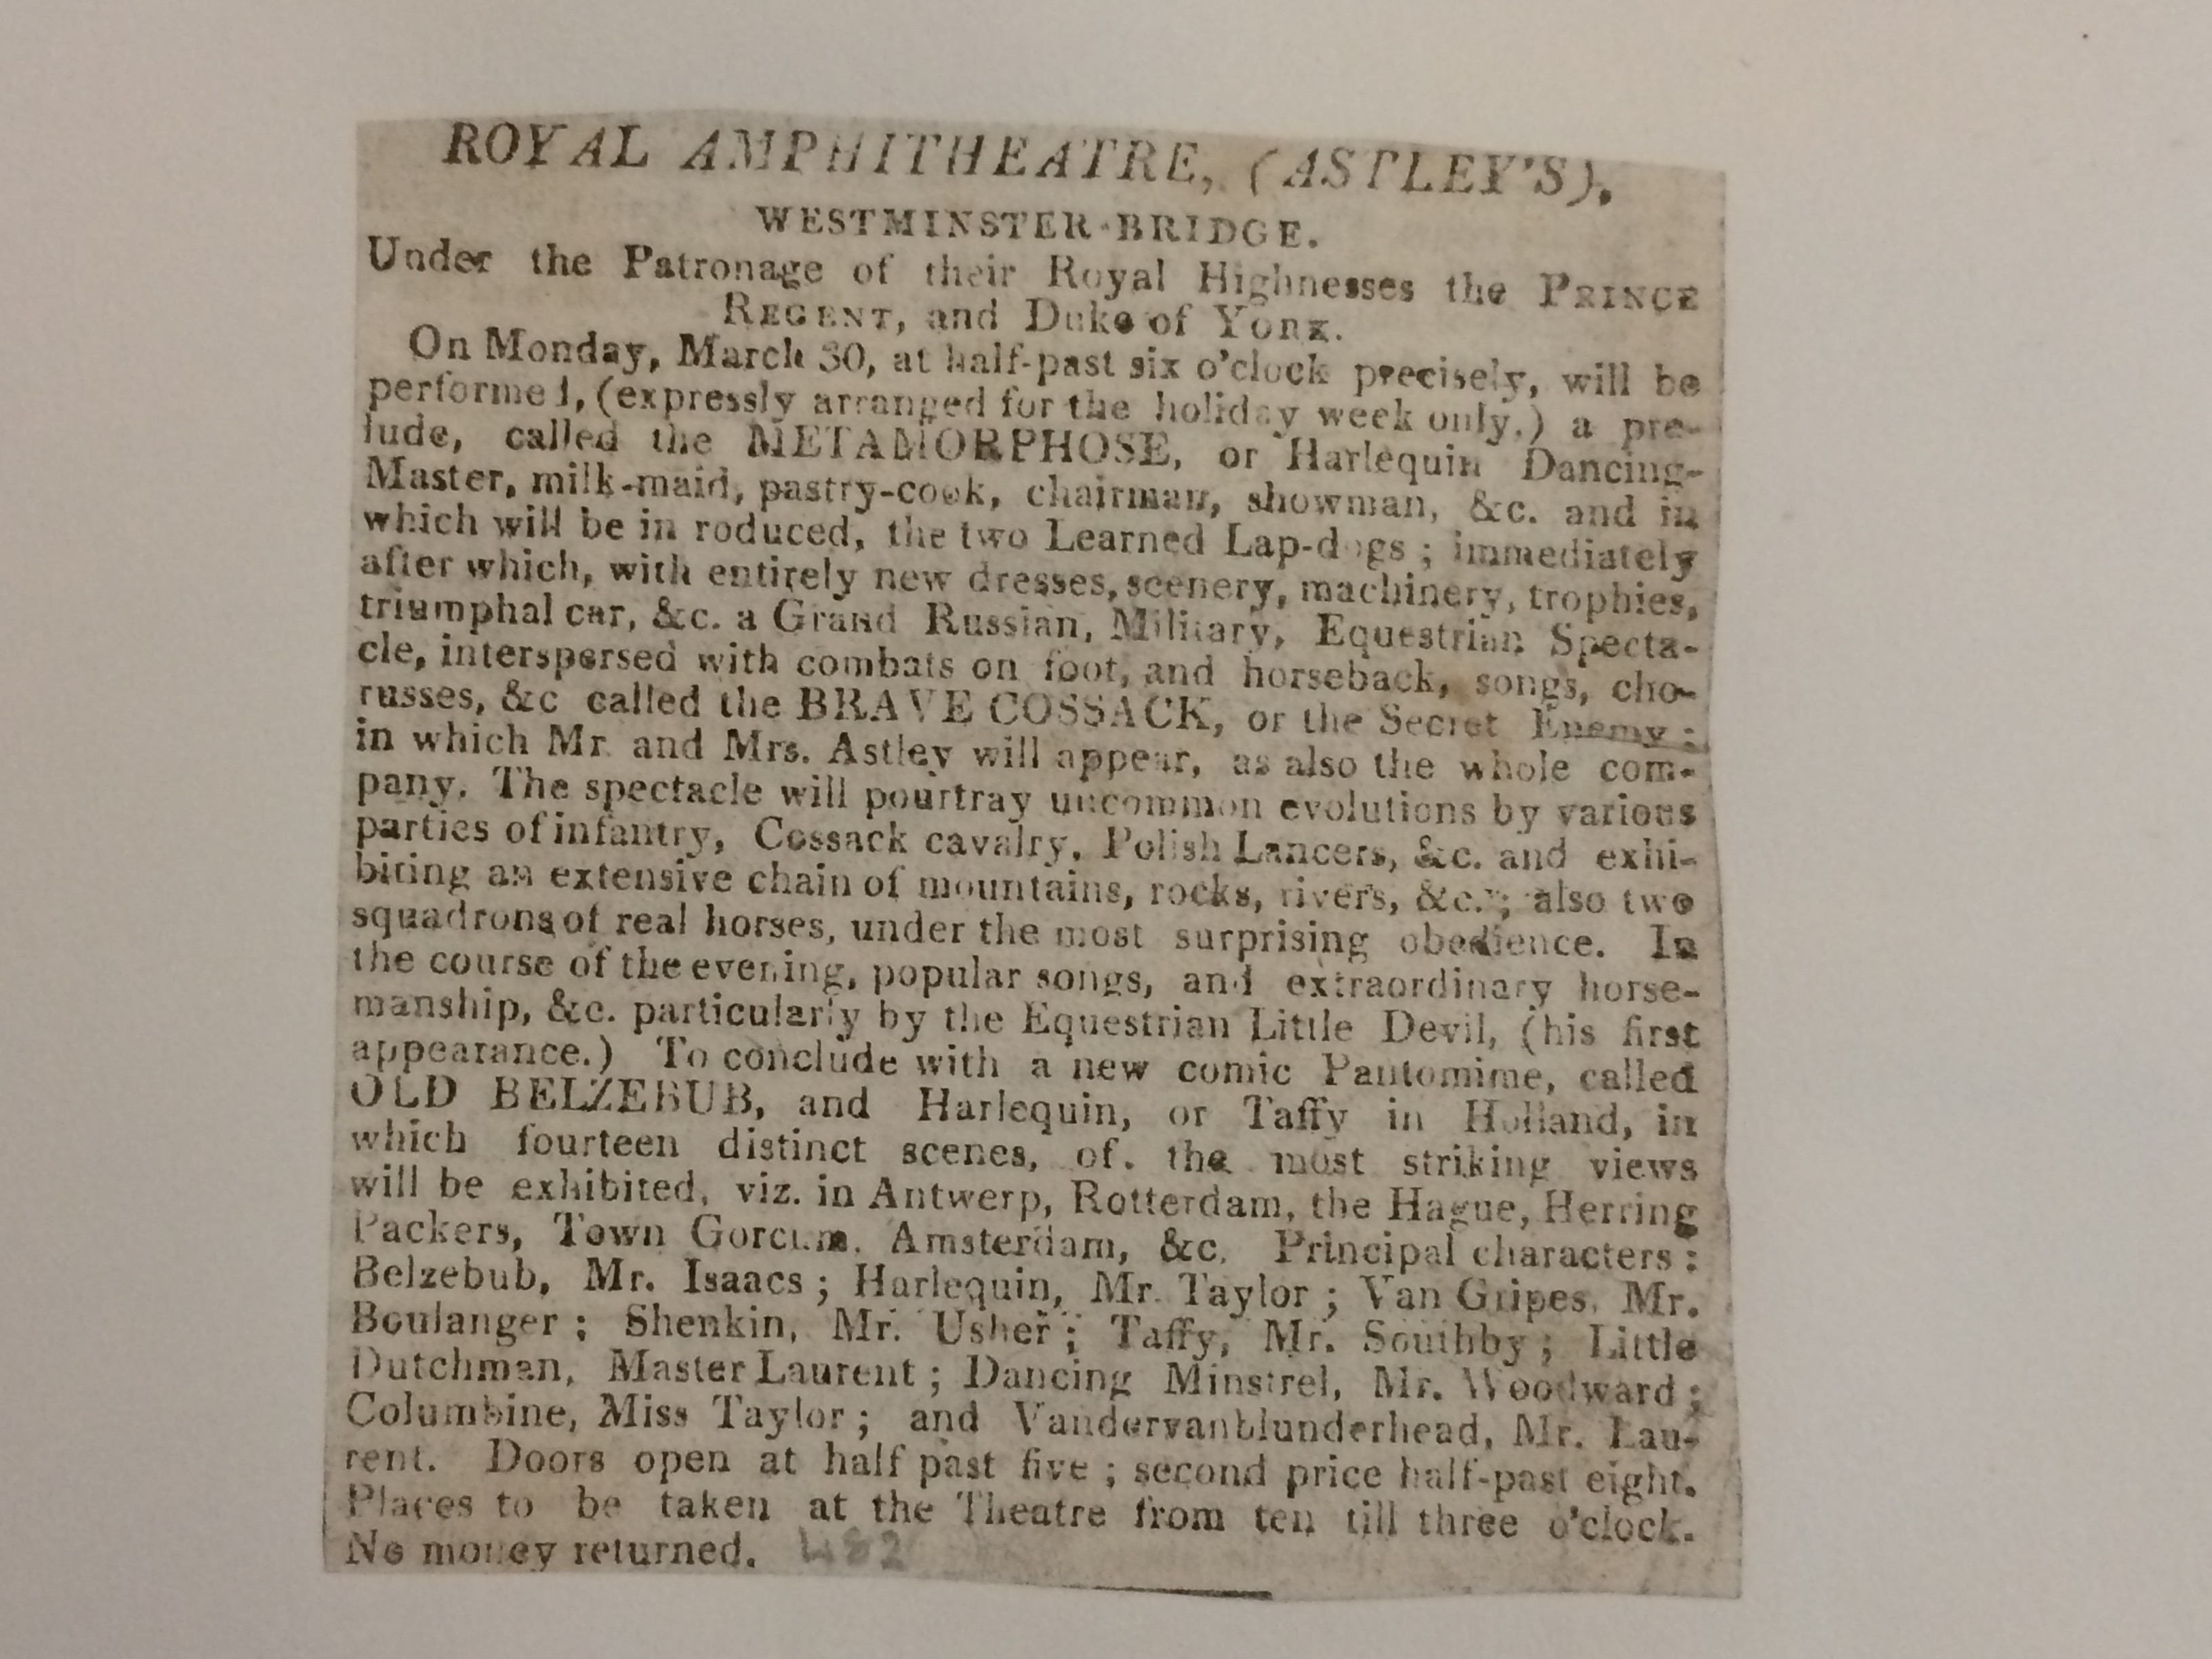 ROYAL AMPHITHEATRE, (ASTLEY'S),
WESTMINSTER-BRIDGE.
Under the Patronage of their Royal Highnesses the PRINCE
REGENT, and Duke of YORK.
On Monday, March 30, at half-past six o'clock precisely, will be
performed, (expressly arranged for the holiday week only,) a pre-
lude, called the METAMORPHOSE, or Harlequin Dancing-
Master, milk-maid, pastry-cook, chairman, showman, &c. and in
which will be in roduced, the two Learned Lap-dogs ; immediately
after which, with entirely new dresses, scenery, machinery, trophies,
triumphal car, &c. a Grand Russian, Military, Equestrian Specta-
cle, interspersed with combats on foot, and horseback, songs, cho-
russes, &c called the BRAVE COSSACK, or the Secret Enemy ;
in which Mr. and Mrs. Astley will appear, as also the whole com-
pany. The spectacle will pourtray uncommon evolutions by various
parties of infantry, Cossack cavalry, Polish Lancers, &c. and exhi-
biting an extensive chain of mountains, rocks, rivers, &c. ; also two
squadrons of real horses, under the most surprising obedience. In
the course of the evening, popular songs, and extraordinary horse-
manship, &c. particularly by the Equestrian Little Devil, (his first
appearance.) To conclude with a new comic Pantomime, called
OLD BELZEBUB, and Harlequin, or Taffy in Holland, in
which fourteen distinct scenes, of. the most striking views
will be exhibited, viz. in Antwerp, Rotterdam, the Hague, Herring
Packers, Town Gorcum, Amsterdam, &c. Principal characters :
Belzebub, Mr. Isaacs ; Harlequin, Mr. Taylor ; Van Gripes, Mr.
Boulanger ; Shenkin, Mr. Usher ; Taffy, Mr. Southby ; Little
Dutchman, Master Laurent ; Dancing Minstrel, Mr. Woodward ;
Columbine, Miss Taylor ; and Vandervanblunderhead, Mr. Lau-
rent. Doors open at half past five ; second price half-past eight.
Places to be taken at the Theatre from ten till three o'clock.
No money returned. 482